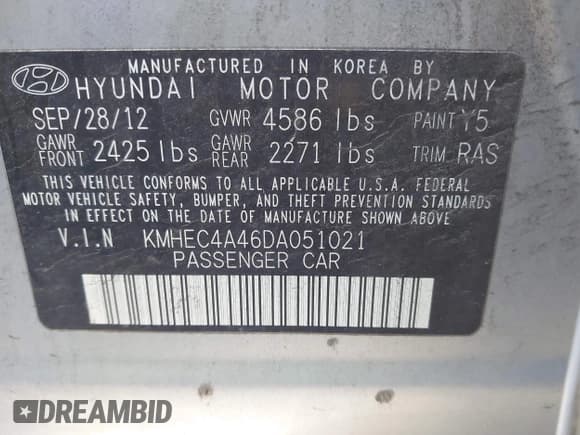 MANUFACTURED IN KOREA BY
HYUNDAI MOTOR COMPANY
SEP/28/12 GVWR 4586 lbs PAINT Y5
GAWR FRONT 2425 lbs GAWR REAR 2271 lbs TRIM RAS
THIS VEHICLE CONFORMS TO ALL APPLICABLE U.S.A. FEDERAL
MOTOR VEHICLE SAFETY, BUMPER, AND THEFT PREVENTION STANDARDS
IN EFFECT ON THE DATE OF MANUFACTURE SHOWN ABOVE.
V.I.N KMHEC4A46DA051021
PASSENGER CAR
DREAMBID